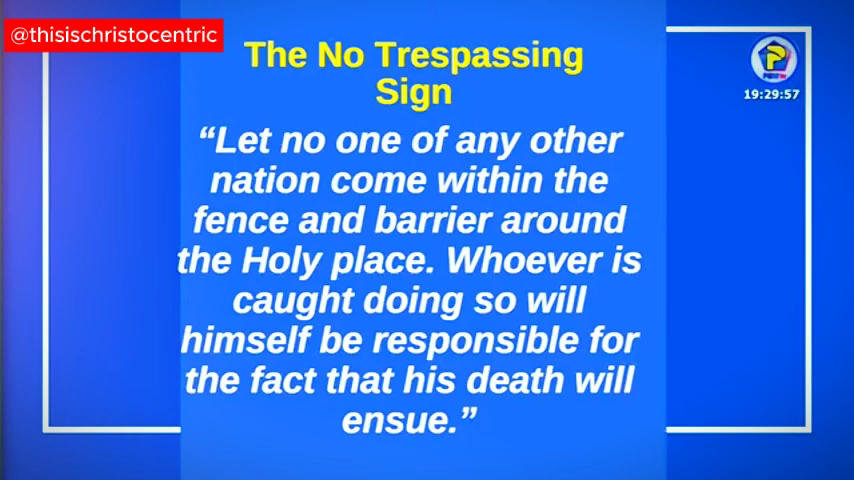 @thisischristocentric
The No Trespassing
Sign
“Let no one of any other
nation come within the
fence and barrier around
the Holy place. Whoever is
caught doing so will
himself be responsible for
the fact that his death will
ensue.”
19:29:57